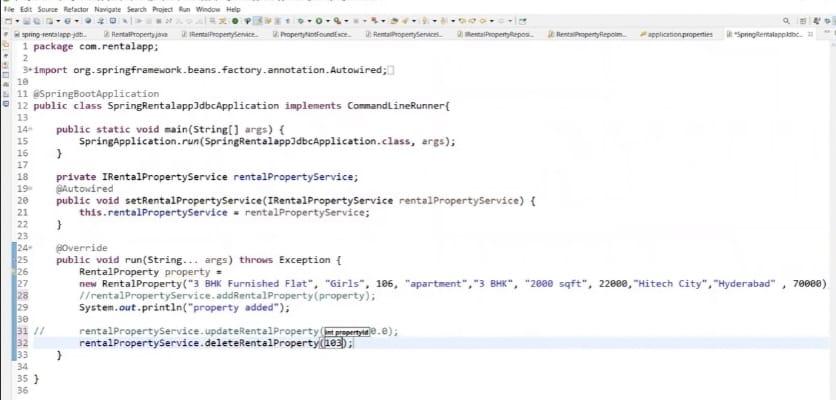 File Edit Source Refactor Navigate Search Project Run Window Help
spring-rentalapp-jdb... RentalProperty.java IRentalPropertyService... PropertyNotFoundExce... RentalPropertyServiceI... IRentalPropertyReposi... RentalPropertyRepoIm... application.properties *SpringRentalappJdbc...
1 package com.rentalapp;
2
3 import org.springframework.beans.factory.annotation.Autowired;
10
11 @SpringBootApplication
12 public class SpringRentalappJdbcApplication implements CommandLineRunner{
13
14 public static void main(String[] args) {
15 SpringApplication.run(SpringRentalappJdbcApplication.class, args);
16 }
17
18 private IRentalPropertyService rentalPropertyService;
19 @Autowired
20 public void setRentalPropertyService(IRentalPropertyService rentalPropertyService) {
21 this.rentalPropertyService = rentalPropertyService;
22 }
23
24 @Override
25 public void run(String... args) throws Exception {
26 RentalProperty property =
27 new RentalProperty("3 BHK Furnished Flat", "Girls", 106, "apartment","3 BHK", "2000 sqft", 22000,"Hitech City","Hyderabad" , 70000)
28 //rentalPropertyService.addRentalProperty(property);
29 System.out.println("property added");
30
31 // rentalPropertyService.updateRentalProperty( int propertyId 0.0);
32 rentalPropertyService.deleteRentalProperty(103);
33 }
34
35 }
36